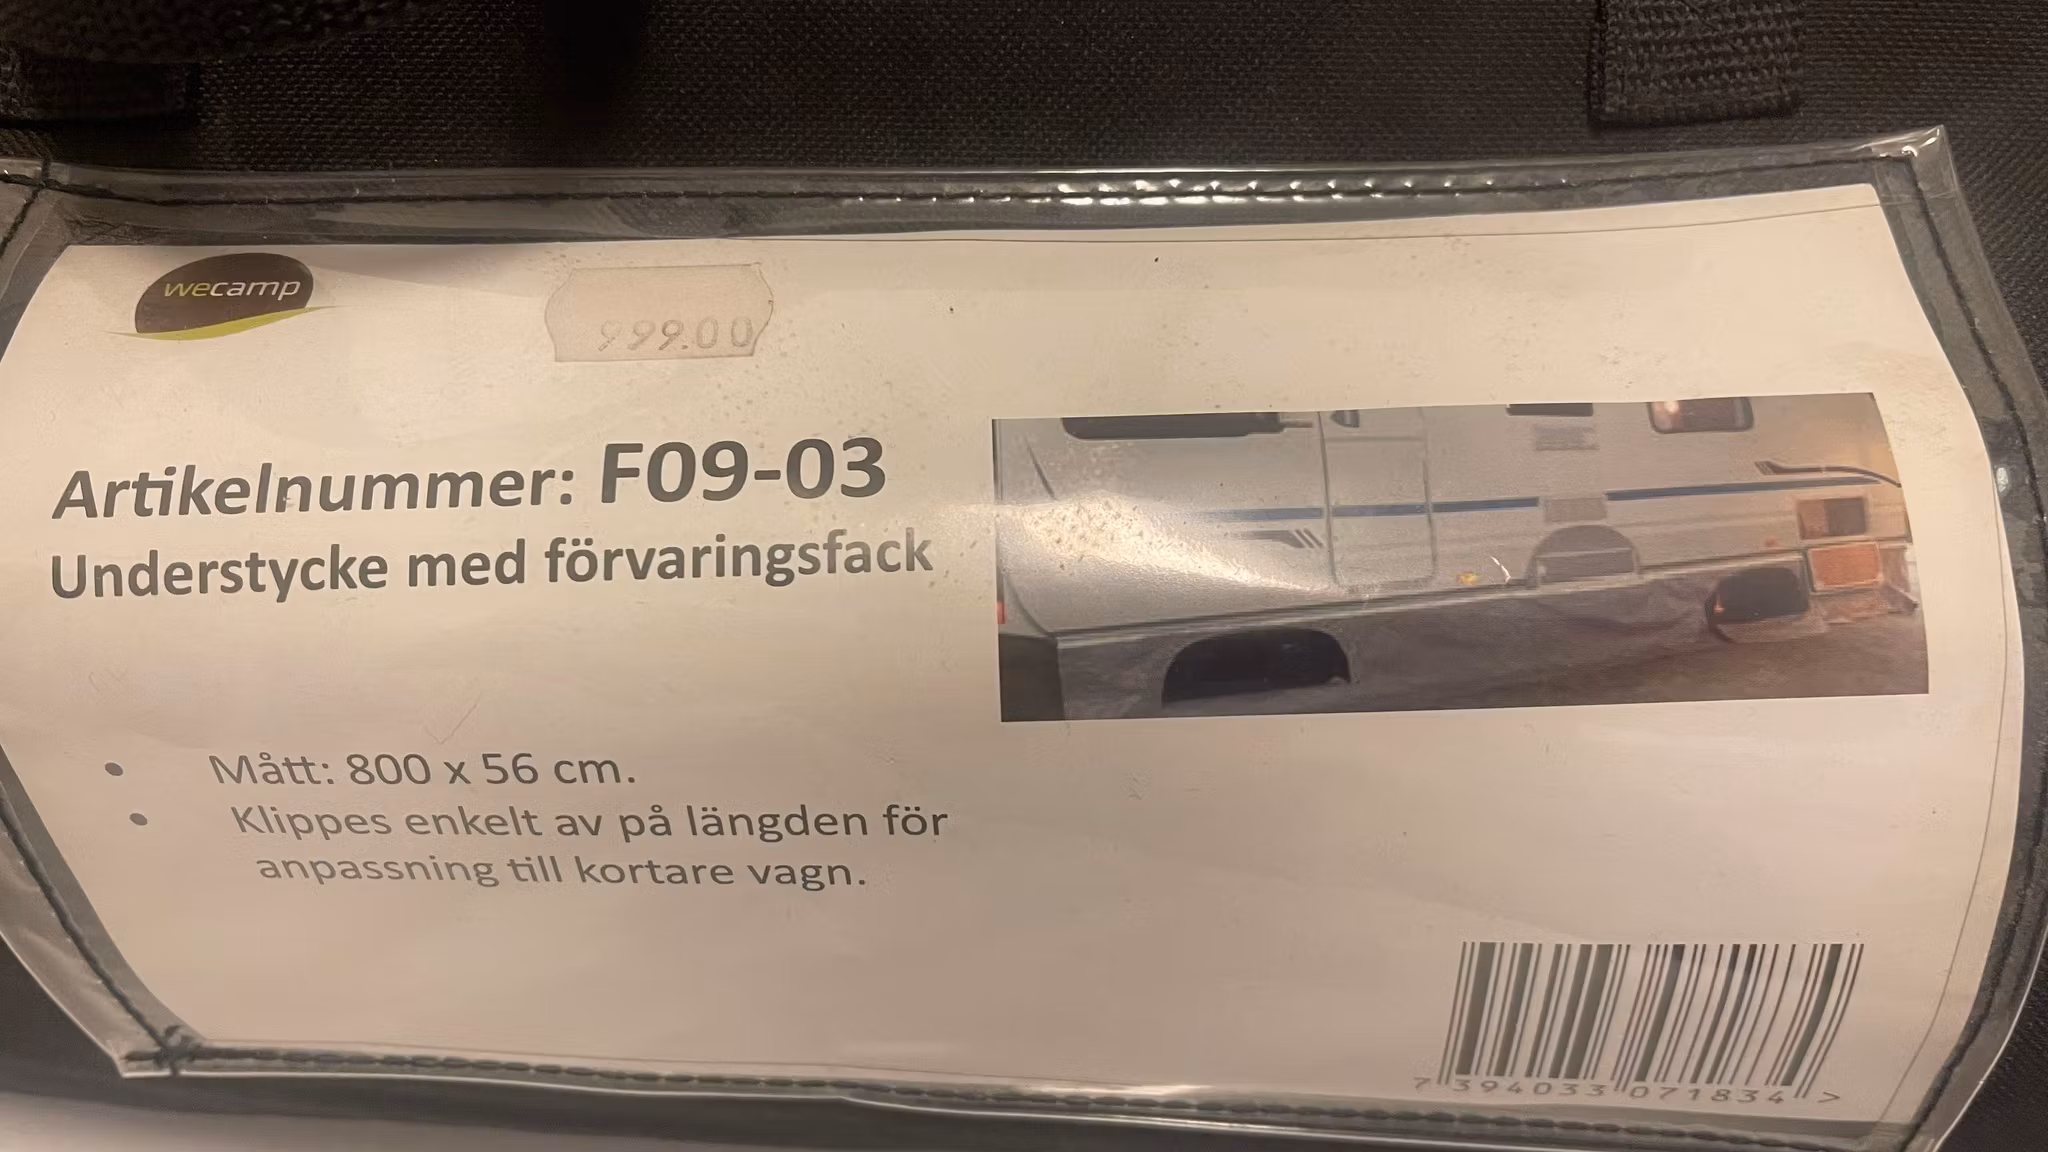 wecamp
999.00
Artikelnummer: F09-03
Understycke med förvaringsfack
• Mått: 800 x 56 cm.
• Klippes enkelt av på längden för
anpassning till kortare vagn.
7 394033 071834 >